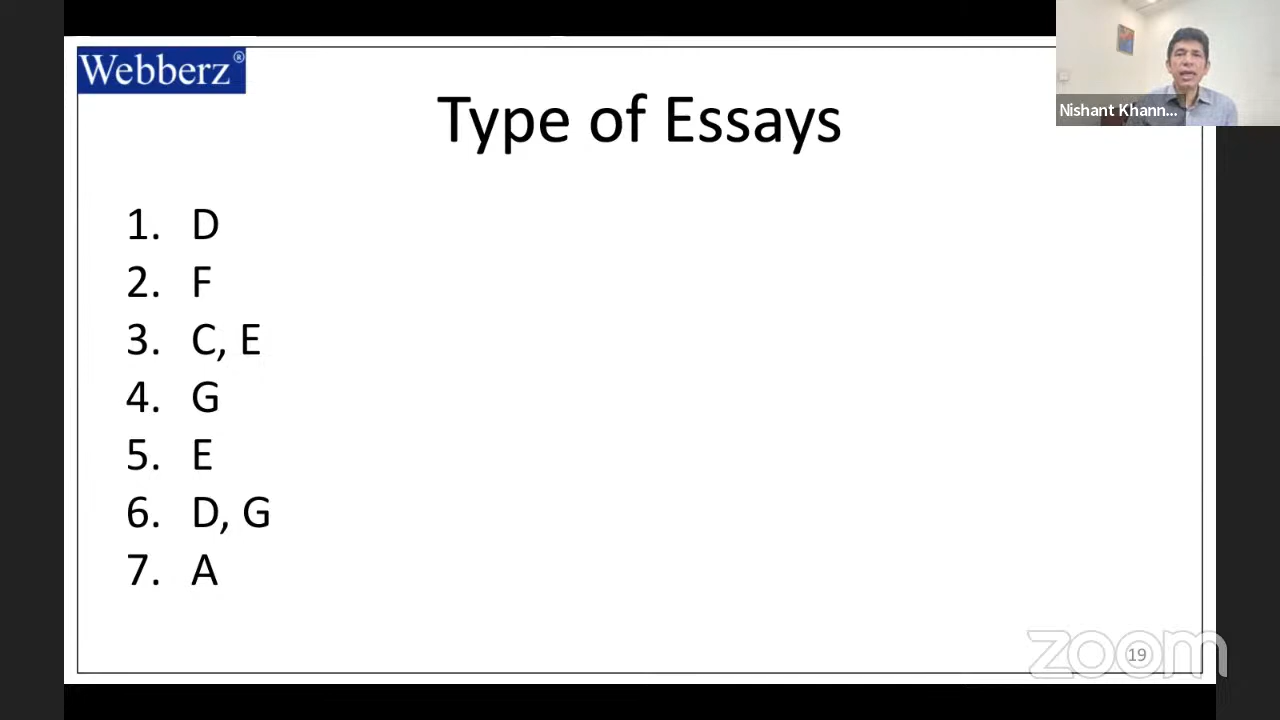 Webberz®
Nishant Khann...
Type of Essays
1. D
2. F
3. C, E
4. G
5. E
6. D, G
7. A
zoom
19